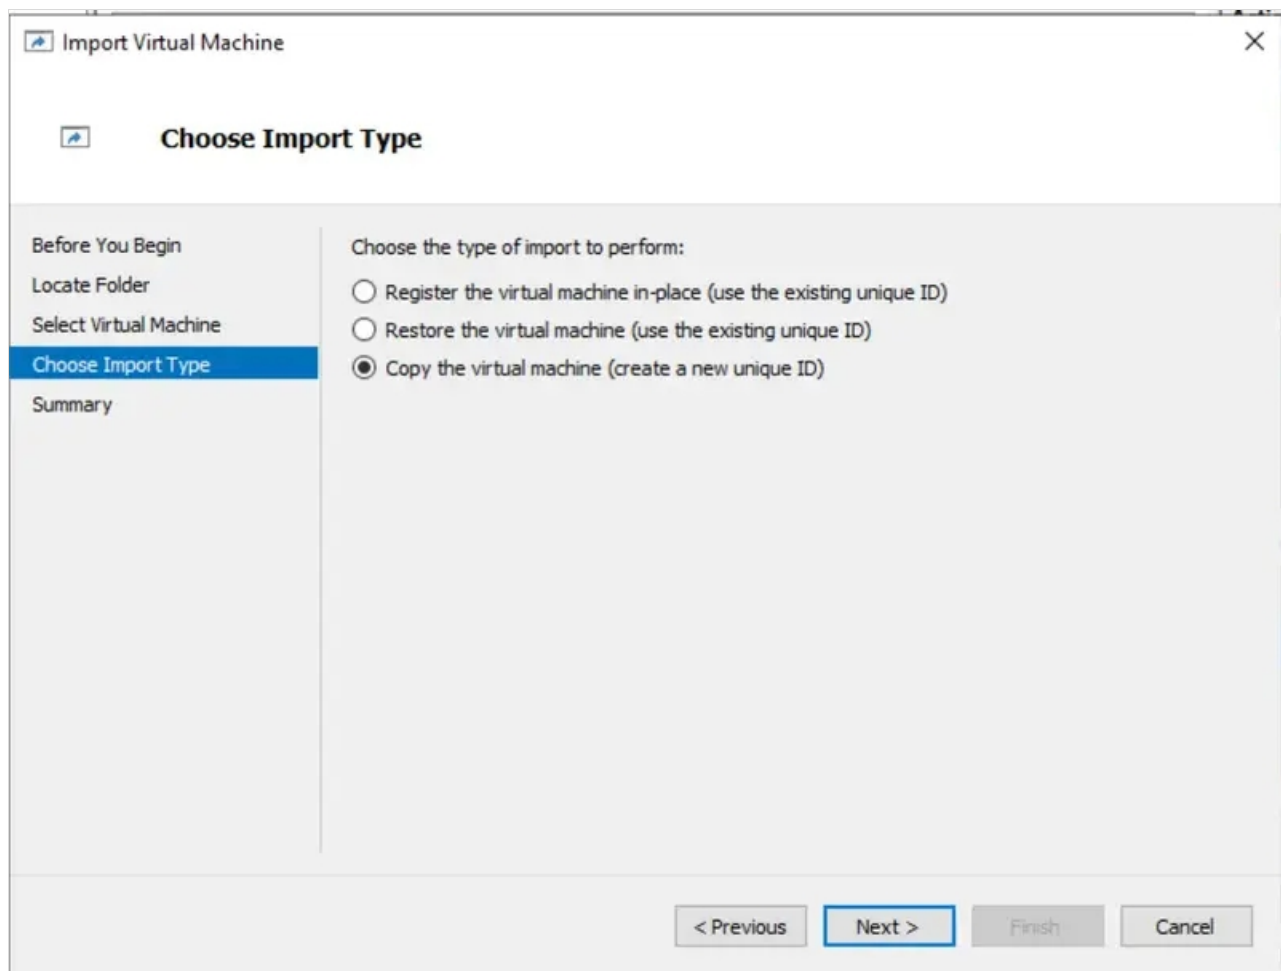 Import Virtual Machine
Choose Import Type
Before You Begin
Locate Folder
Select Virtual Machine
Choose Import Type
Summary
Choose the type of import to perform:
Register the virtual machine in-place (use the existing unique ID)
Restore the virtual machine (use the existing unique ID)
Copy the virtual machine (create a new unique ID)
< Previous
Next >
Finish
Cancel